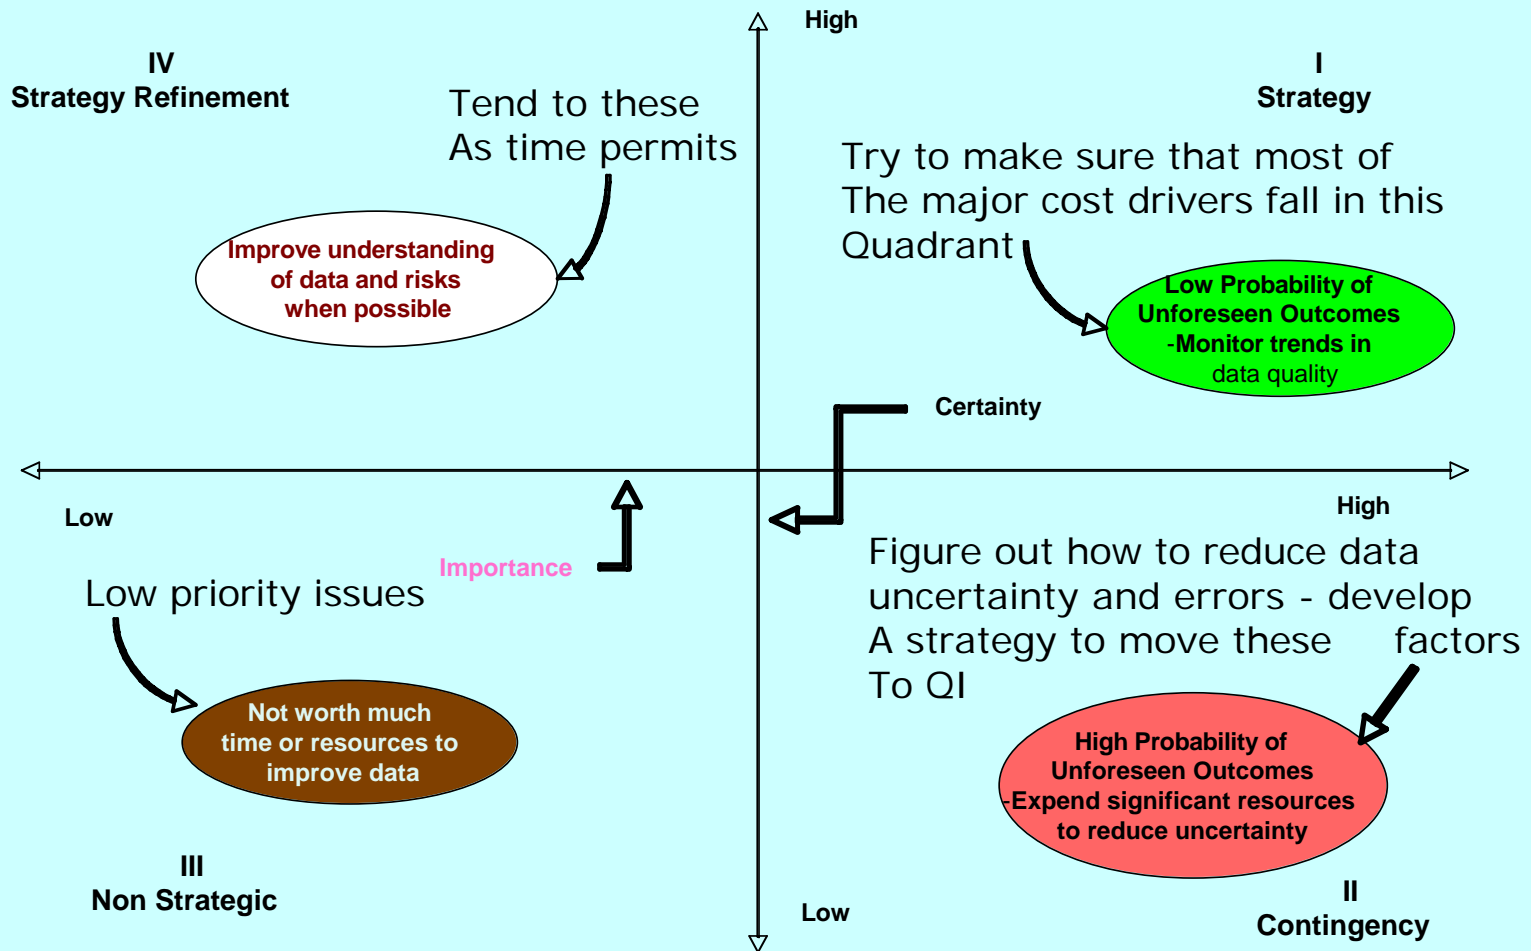 High
IV
Strategy Refinement
I
Strategy
Tend to these
As time permits
Try to make sure that most of
The major cost drivers fall in this
Quadrant
Improve understanding
of data and risks
when possible
Low Probability of
Unforeseen Outcomes
-Monitor trends in
data quality
Certainty
Low
High
Importance
Low priority issues
Figure out how to reduce data
uncertainty and errors - develop
A strategy to move these factors
To QI
Not worth much
time or resources to
improve data
High Probability of
Unforeseen Outcomes
-Expend significant resources
to reduce uncertainty
III
Non Strategic
Low
II
Contingency